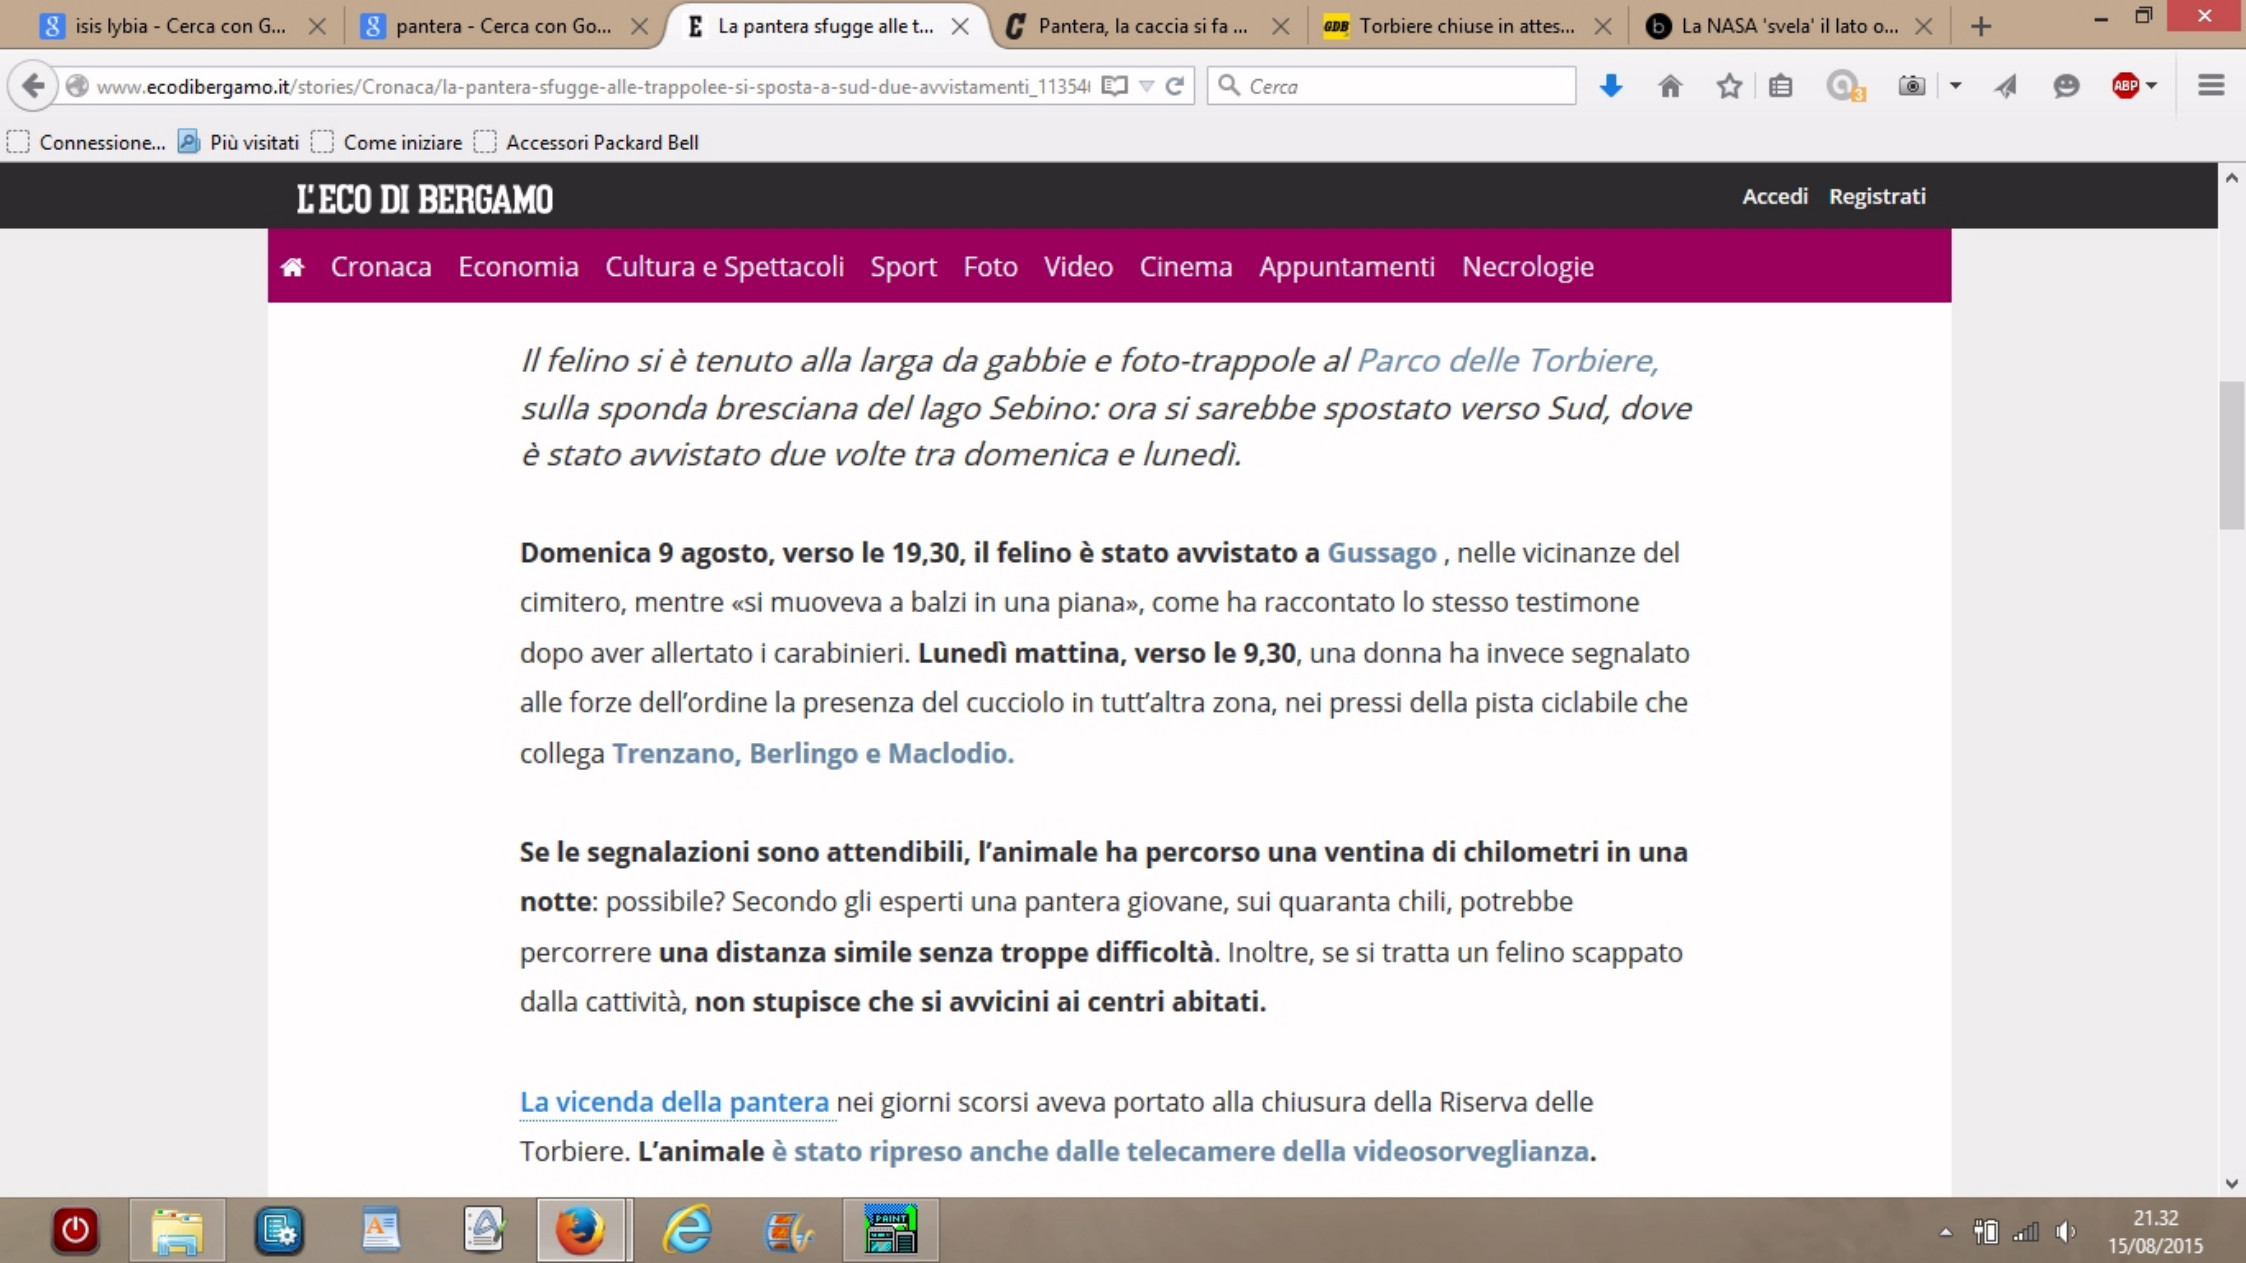 isis lybia - Cerca con G...
pantera - Cerca con Go...
La pantera sfugge alle t...
Pantera, la caccia si fa ...
Torbiere chiuse in attes...
La NASA 'svela' il lato o...
www.ecodibergamo.it/stories/Cronaca/la-pantera-sfugge-alle-trappolee-si-sposta-a-sud-due-avvistamenti_11354
Cerca
3
ABP
Connessione... Più visitati Come iniziare Accessori Packard Bell
L'ECO DI BERGAMO
Accedi Registrati
Cronaca Economia Cultura e Spettacoli Sport Foto Video Cinema Appuntamenti Necrologie
Il felino si è tenuto alla larga da gabbie e foto-trappole al Parco delle Torbiere,
sulla sponda bresciana del lago Sebino: ora si sarebbe spostato verso Sud, dove
è stato avvistato due volte tra domenica e lunedì.
Domenica 9 agosto, verso le 19,30, il felino è stato avvistato a Gussago , nelle vicinanze del
cimitero, mentre «si muoveva a balzi in una piana», come ha raccontato lo stesso testimone
dopo aver allertato i carabinieri. Lunedì mattina, verso le 9,30, una donna ha invece segnalato
alle forze dell’ordine la presenza del cucciolo in tutt’altra zona, nei pressi della pista ciclabile che
collega Trenzano, Berlingo e Maclodio.
Se le segnalazioni sono attendibili, l’animale ha percorso una ventina di chilometri in una
notte: possibile? Secondo gli esperti una pantera giovane, sui quaranta chili, potrebbe
percorrere una distanza simile senza troppe difficoltà. Inoltre, se si tratta un felino scappato
dalla cattività, non stupisce che si avvicini ai centri abitati.
La vicenda della pantera nei giorni scorsi aveva portato alla chiusura della Riserva delle
Torbiere. L’animale è stato ripreso anche dalle telecamere della videosorveglianza.
PAINT
21.32
15/08/2015